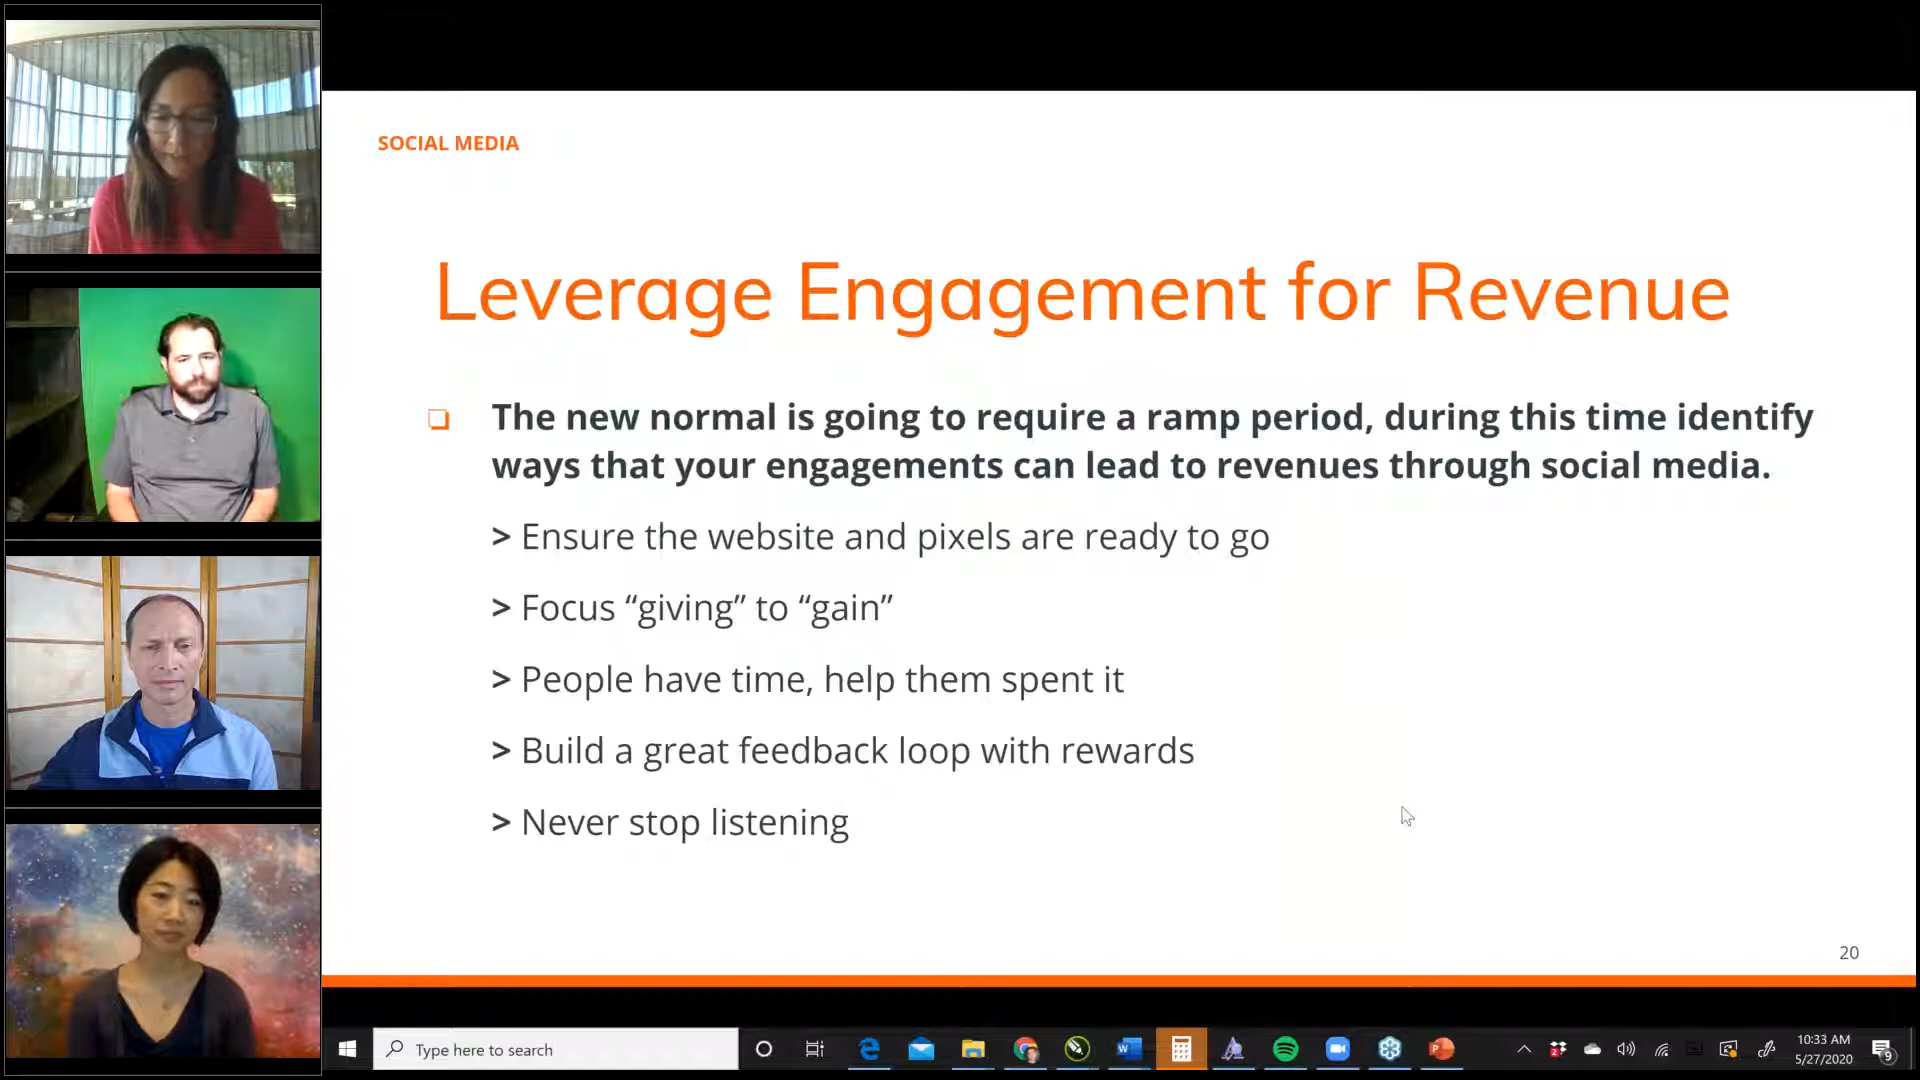 SOCIAL MEDIA
Leverage Engagement for Revenue
❏ The new normal is going to require a ramp period, during this time identify
ways that your engagements can lead to revenues through social media.
> Ensure the website and pixels are ready to go
> Focus “giving” to “gain”
> People have time, help them spent it
> Build a great feedback loop with rewards
> Never stop listening
20
Type here to search
10:33 AM
5/27/2020
9